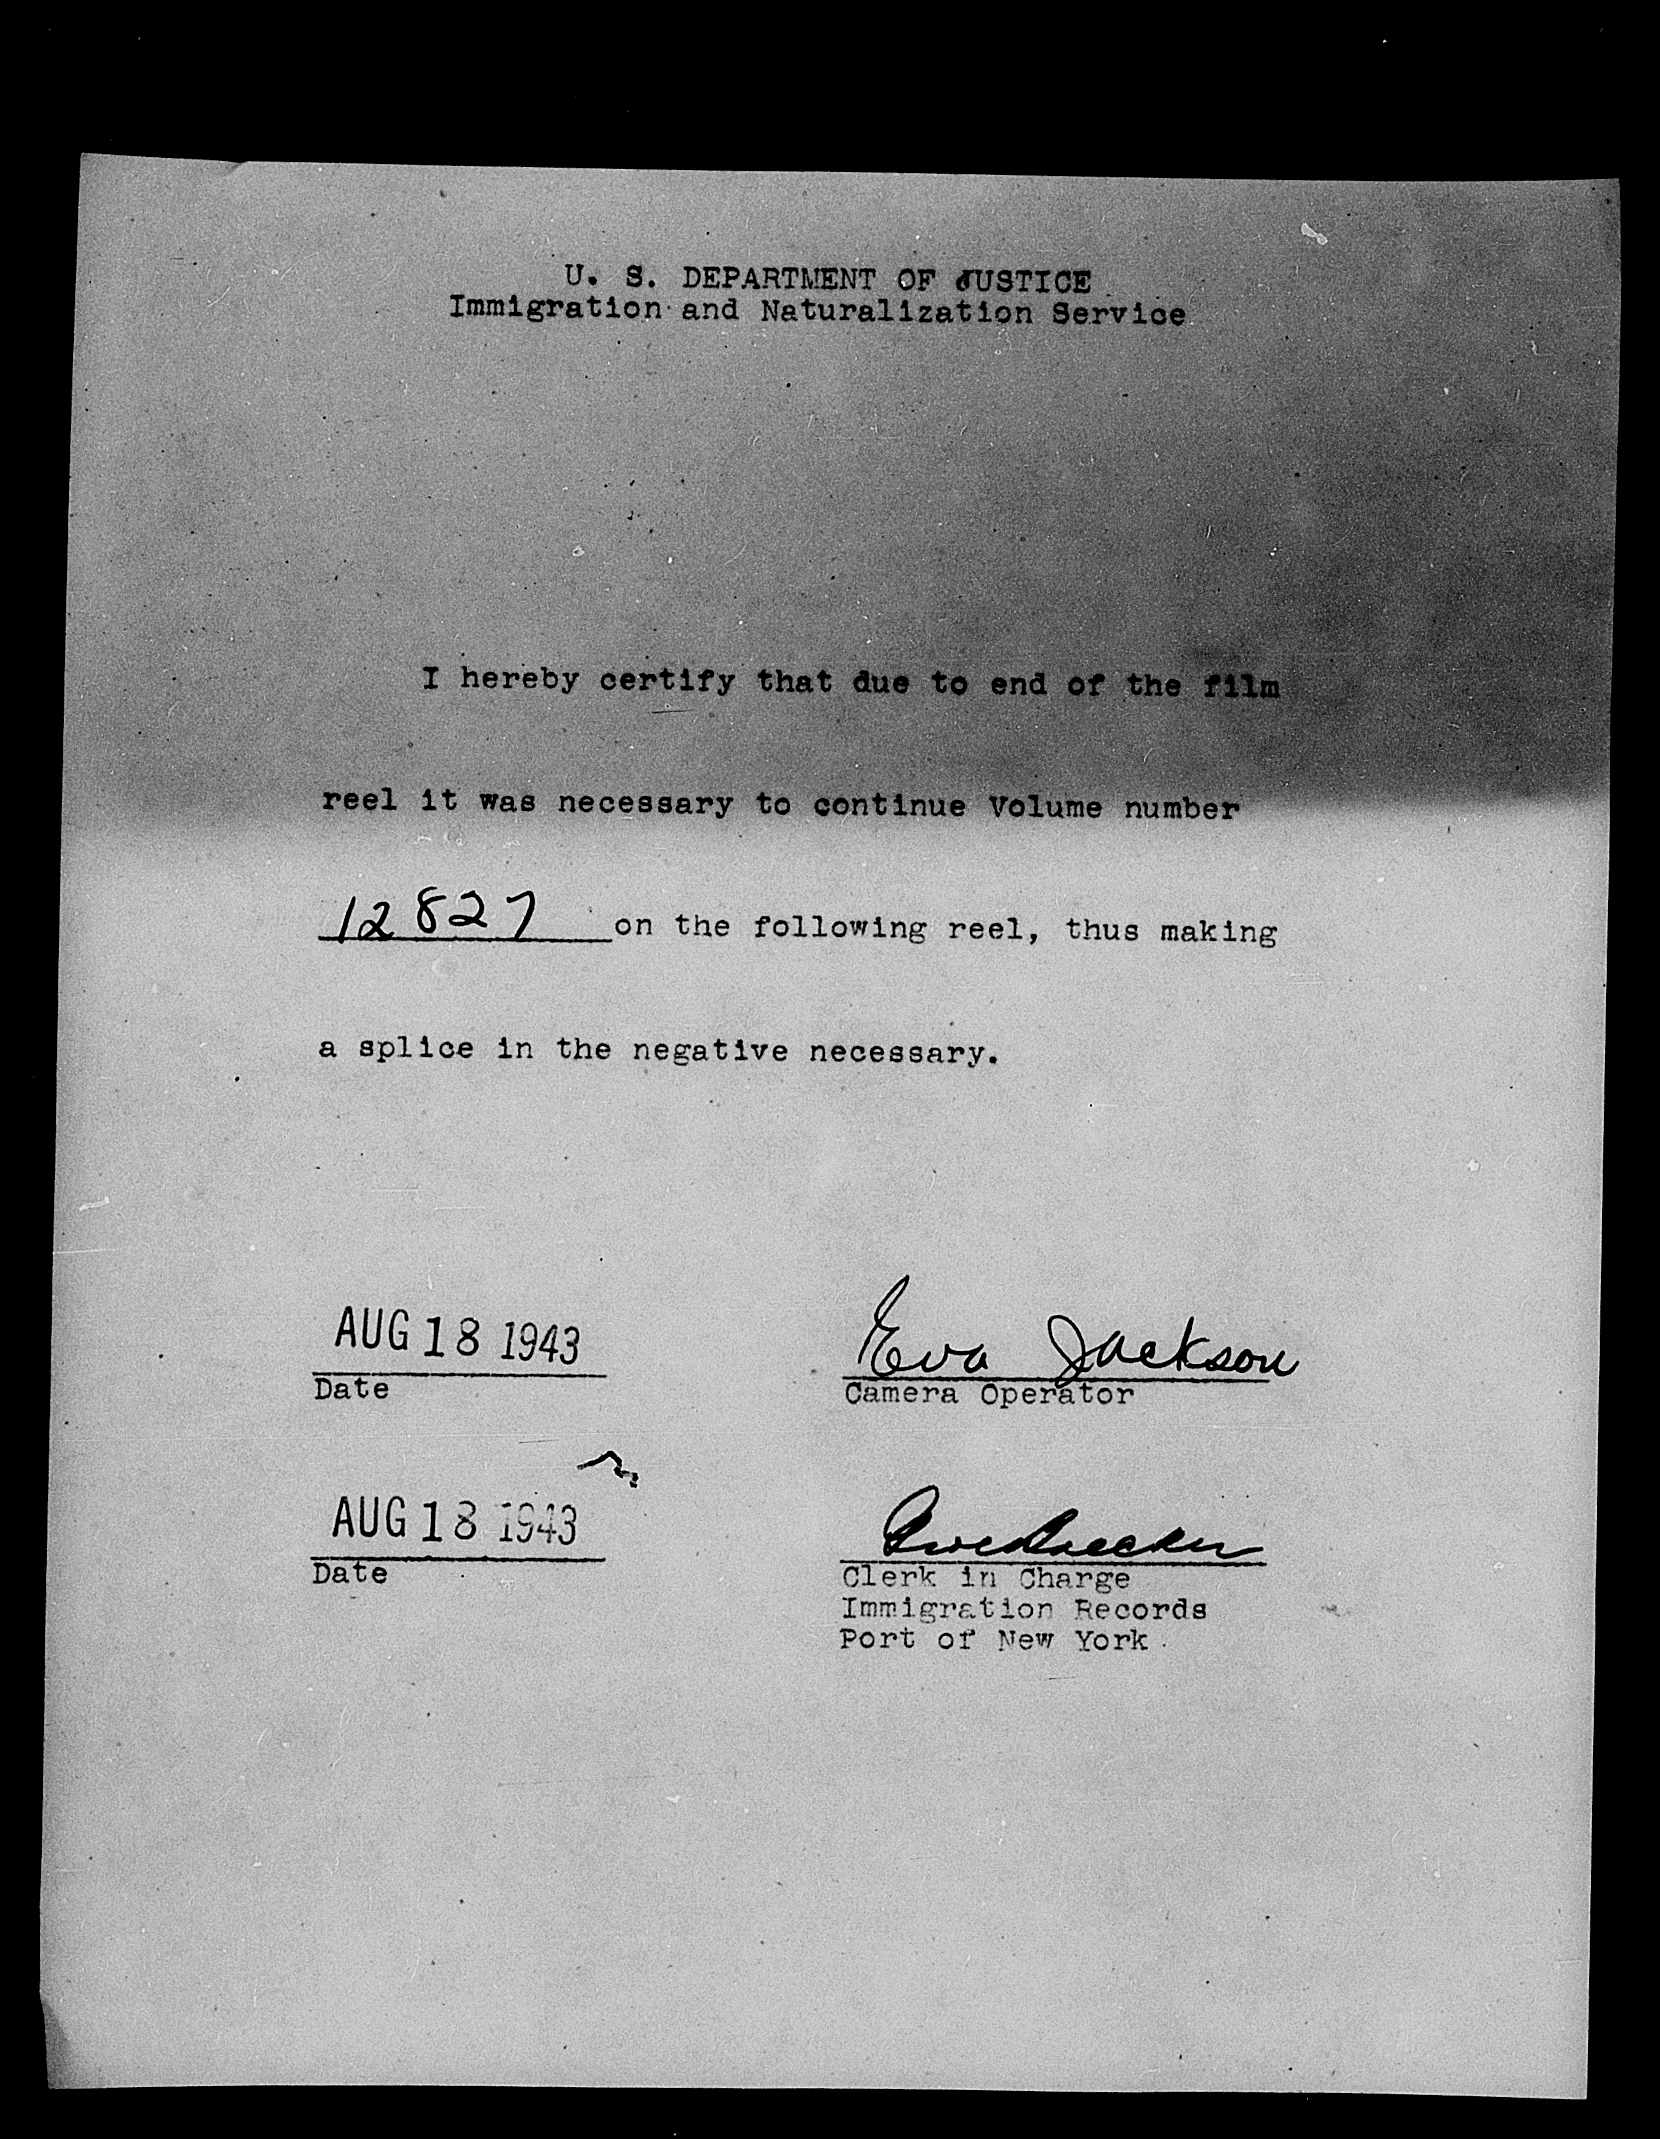 U. S. DEPARTMENT OF JUSTICE
Immigration and Naturalization Service
I hereby certify that due to end of the film
reel it was necessary to continue Volume number
12827 on the following reel, thus making
a splice in the negative necessary.
AUG 18 1943
Date
Eva Jackson
Camera Operator
AUG 18 1943
Date
Clerk in Charge
Immigration Records
Port of New York